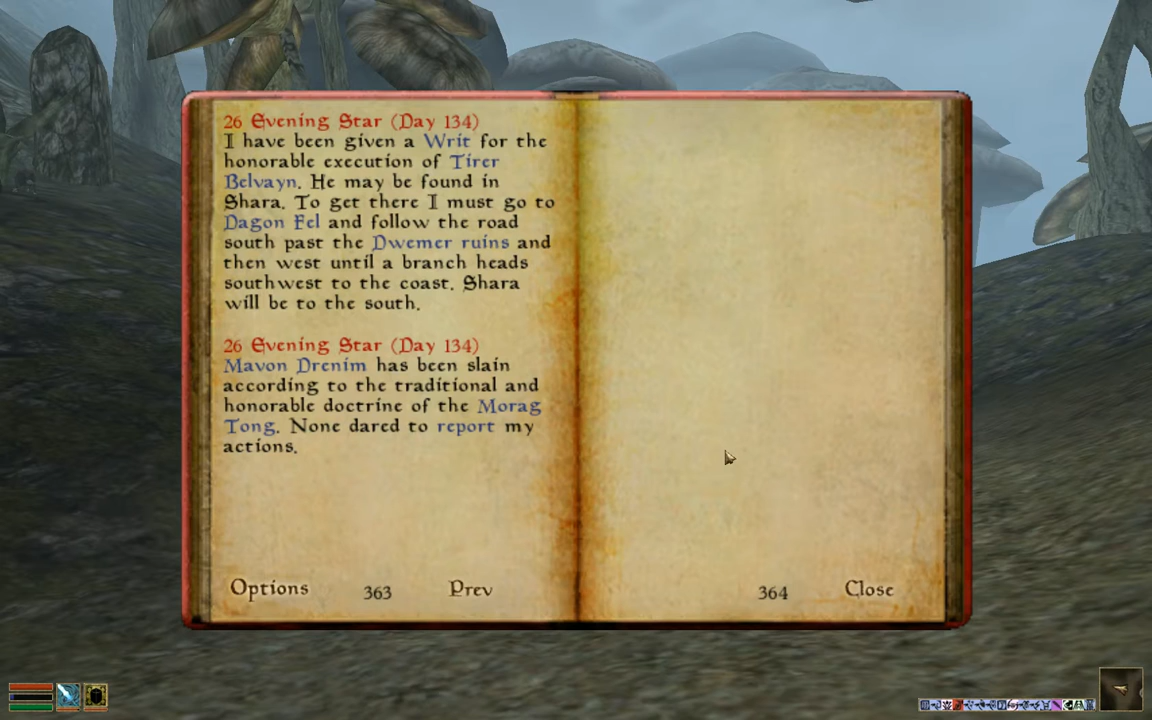 26 Evening Star (Day 134)
I have been given a Writ for the
honorable execution of Tirer
Belvayn. He may be found in
Shara. To get there I must go to
Dagon Fel and follow the road
south past the Dwemer ruins and
then west until a branch heads
southwest to the coast. Shara
will be to the south.
26 Evening Star (Day 134)
Mavon Drenim has been slain
according to the traditional and
honorable doctrine of the Morag
Tong. None dared to report my
actions.
Options 363 Prev 364 Close